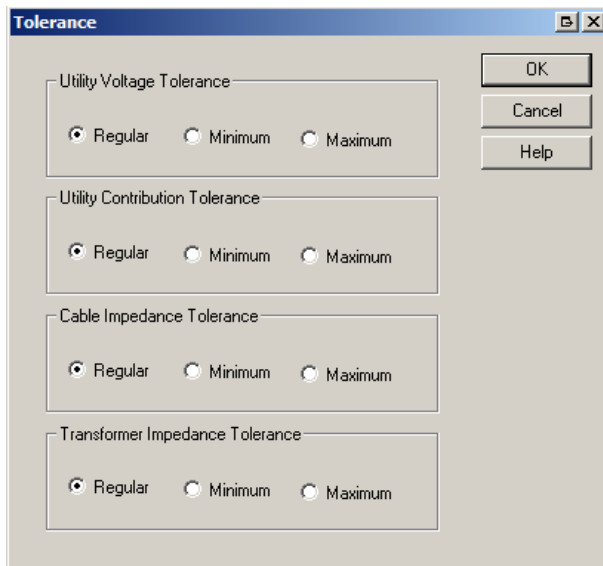 Tolerance
OK
Cancel
Help
Utility Voltage Tolerance
Regular Minimum Maximum
Utility Contribution Tolerance
Regular Minimum Maximum
Cable Impedance Tolerance
Regular Minimum Maximum
Transformer Impedance Tolerance
Regular Minimum Maximum